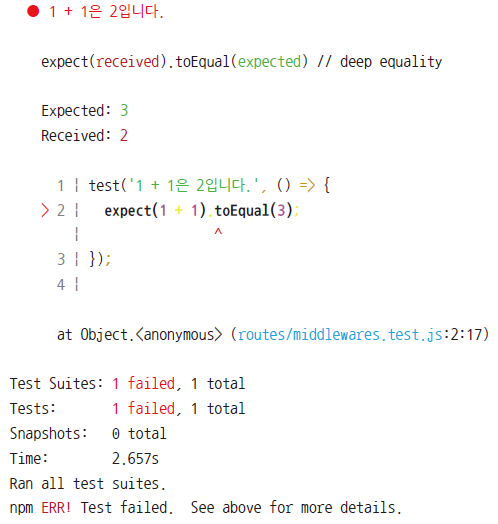 ● 1 + 1은 2입니다.
expect(received).toEqual(expected) // deep equality
Expected: 3
Received: 2
1 | test('1 + 1은 2입니다.', () => {
> 2 |   expect(1 + 1).toEqual(3);
|                 ^
3 | });
4 |
at Object.<anonymous> (routes/middlewares.test.js:2:17)
Test Suites: 1 failed, 1 total
Tests:       1 failed, 1 total
Snapshots:   0 total
Time:        2.657s
Ran all test suites.
npm ERR! Test failed.  See above for more details.